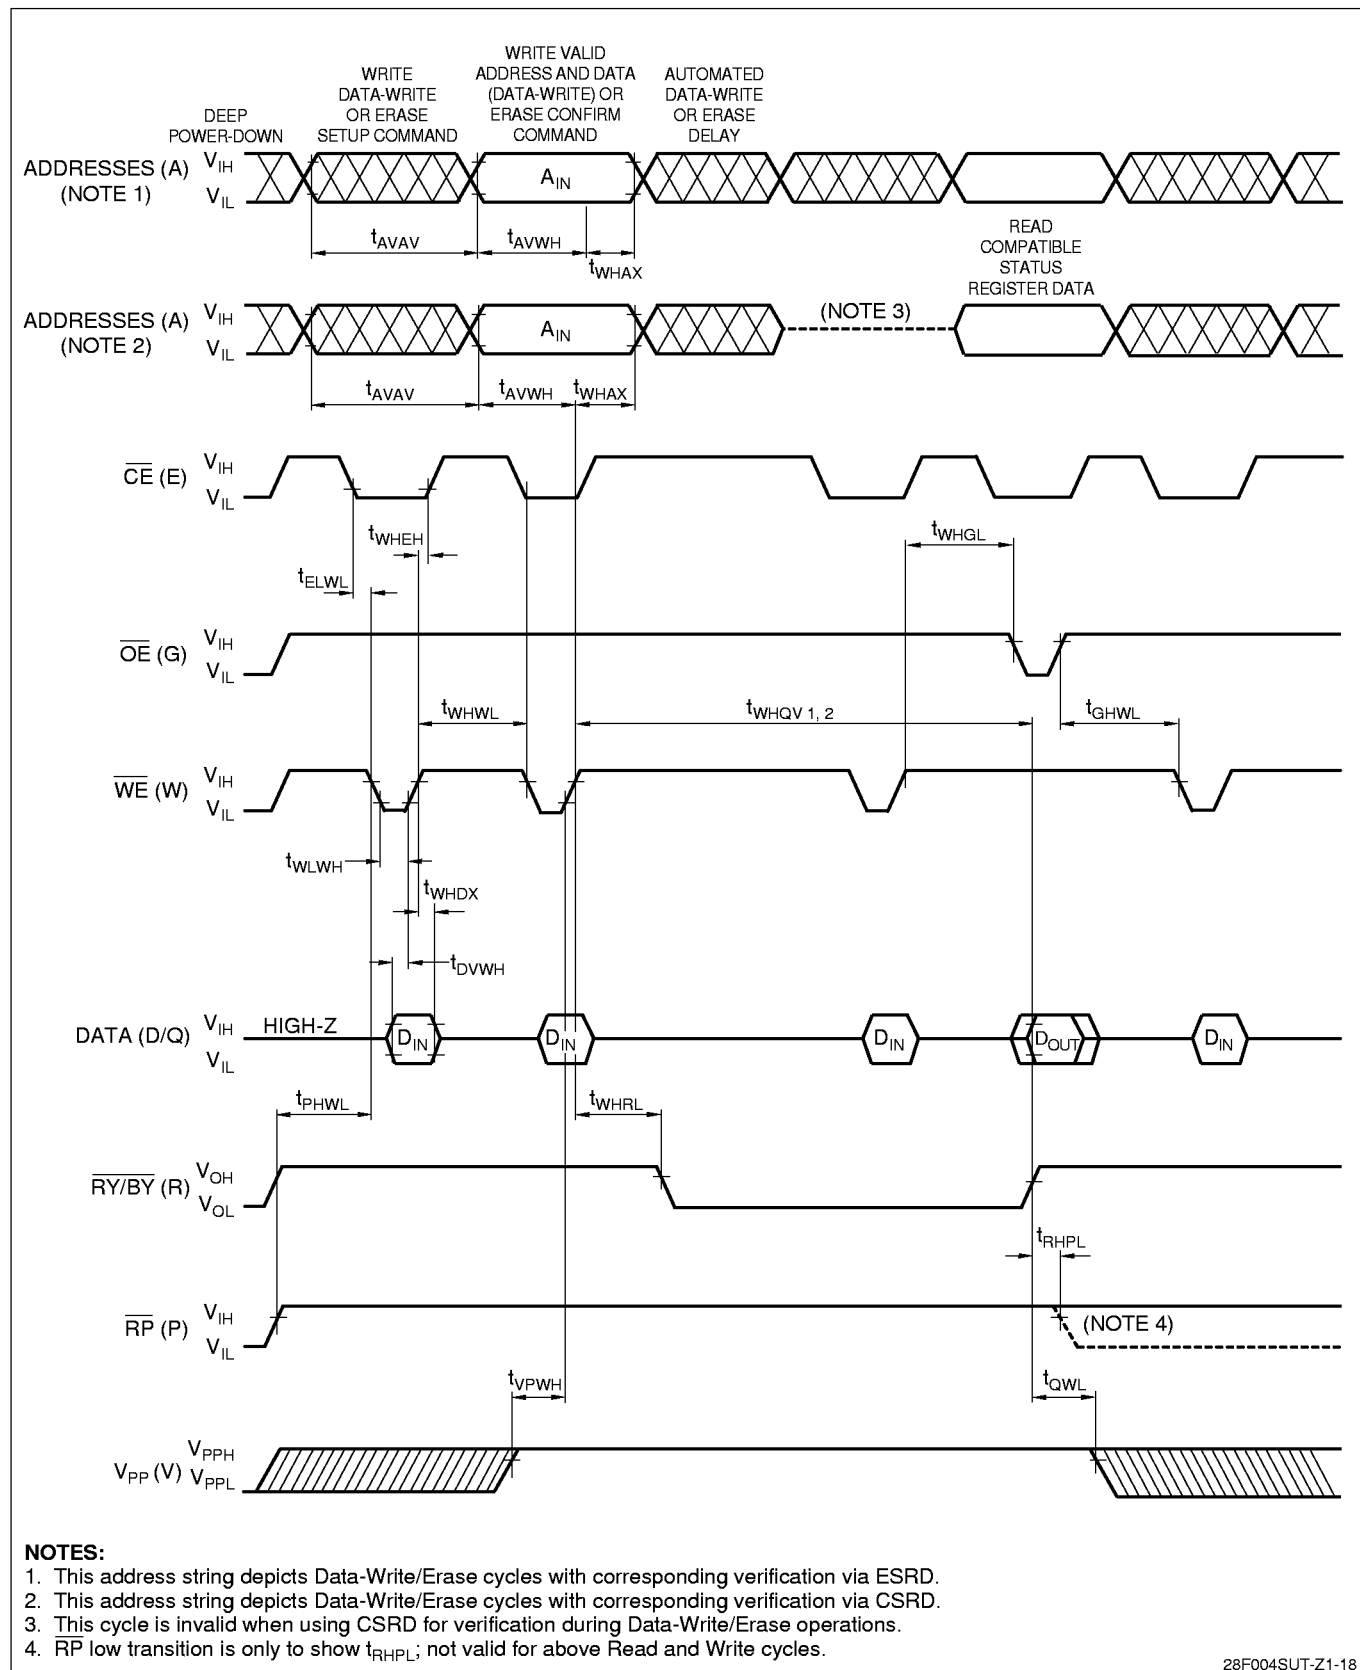 DEEP
POWER-DOWN
WRITE
DATA-WRITE
OR ERASE
SETUP COMMAND
WRITE VALID
ADDRESS AND DATA
(DATA-WRITE) OR
ERASE CONFIRM
COMMAND
AUTOMATED
DATA-WRITE
OR ERASE
DELAY
ADDRESSES (A)
(NOTE 1)
VIH
VIL
AIN
tAVAV
tAVWH
tWHAX
READ
COMPATIBLE
STATUS
REGISTER DATA
ADDRESSES (A)
(NOTE 2)
VIH
VIL
AIN
(NOTE 3)
tAVAV
tAVWH
tWHAX
CE (E)
VIH
VIL
tWHEH
tWHGL
tELWL
OE (G)
VIH
VIL
tWHWL
tWHQV 1, 2
tGHWL
WE (W)
VIH
VIL
tWLWH
tWHDX
tDVWH
DATA (D/Q)
VIH
VIL
HIGH-Z
DIN
DIN
DIN
DOUT
DIN
tPHWL
tWHRL
RY/BY (R)
VOH
VOL
tRHPL
RP (P)
VIH
VIL
(NOTE 4)
tVPWH
tQWL
VPP (V)
VPPH
VPPL
NOTES:
1. This address string depicts Data-Write/Erase cycles with corresponding verification via ESRD.
2. This address string depicts Data-Write/Erase cycles with corresponding verification via CSRD.
3. This cycle is invalid when using CSRD for verification during Data-Write/Erase operations.
4. RP low transition is only to show tRHPL; not valid for above Read and Write cycles.
28F004SUT-Z1-18